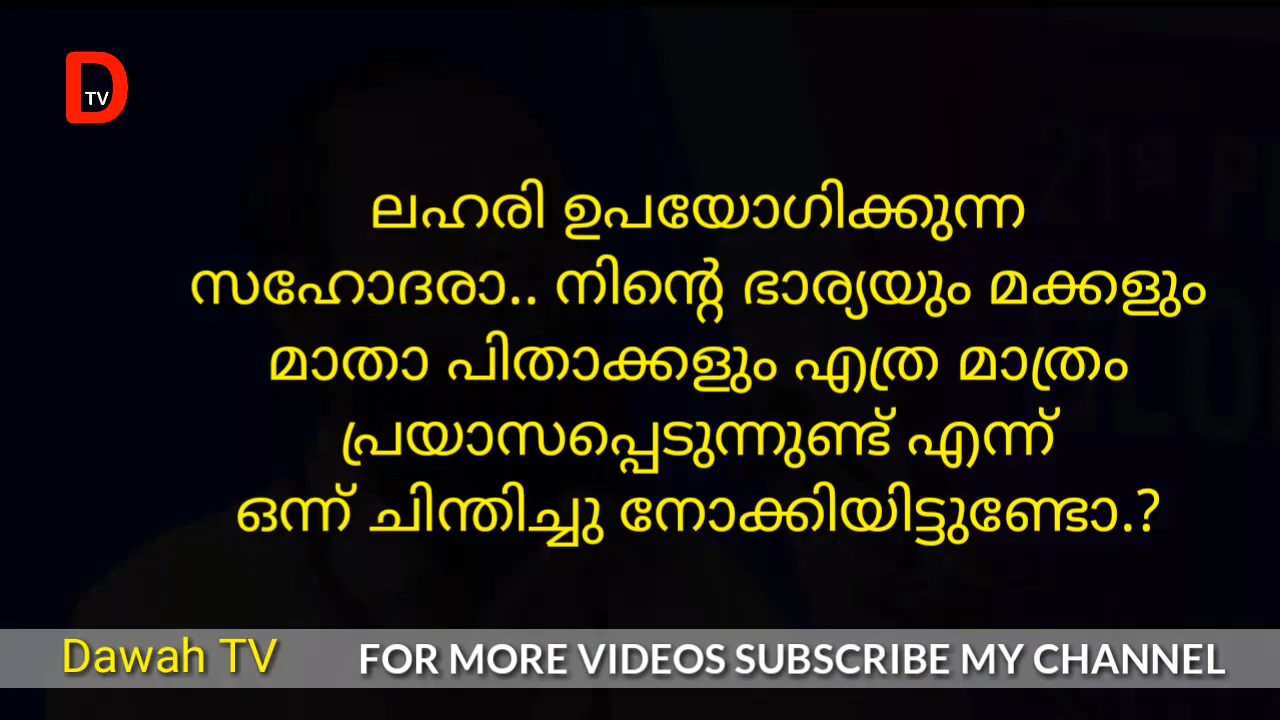 D
TV
ലഹരി ഉപയോഗിക്കുന്ന
സഹോദരാ.. നിന്റെ ഭാര്യയും മക്കളും
മാതാ പിതാക്കളും എത്ര മാത്രം
പ്രയാസപ്പെടുന്നുണ്ട് എന്ന്
ഒന്ന് ചിന്തിച്ചു നോക്കിയിട്ടുണ്ടോ.?
Dawah TV FOR MORE VIDEOS SUBSCRIBE MY CHANNEL